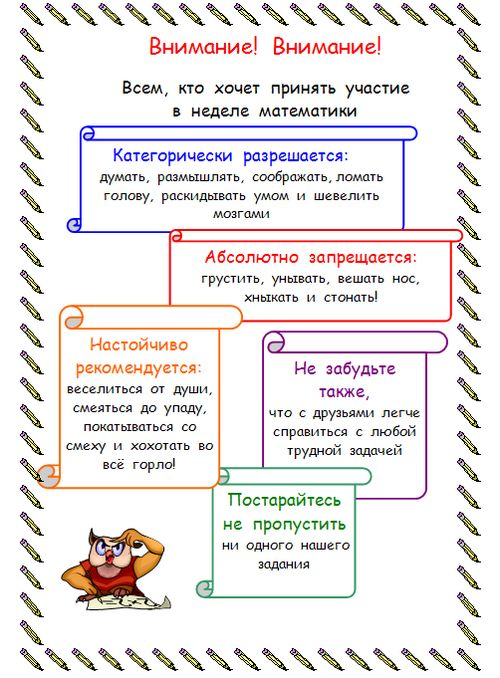 Внимание! Внимание!
Всем, кто хочет принять участие
в неделе математики
Категорически разрешается:
думать, размышлять, соображать, ломать
голову, раскидывать умом и шевелить
мозгами
Абсолютно запрещается:
грустить, унывать, вешать нос,
хныкать и стонать!
Настойчиво
рекомендуется:
веселиться от души,
смеяться до упаду,
покатываться со
смеху и хохотать во
всё горло!
Не забудьте
также,
что с друзьями легче
справиться с любой
трудной задачей
Постарайтесь
не пропустить
ни одного нашего
задания